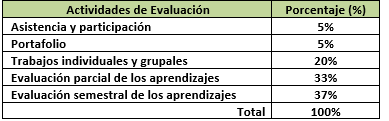 Actividades de Evaluación Porcentaje (%)
Asistencia y participación 5%
Portafolio 5%
Trabajos individuales y grupales 20%
Evaluación parcial de los aprendizajes 33%
Evaluación semestral de los aprendizajes 37%
Total 100%